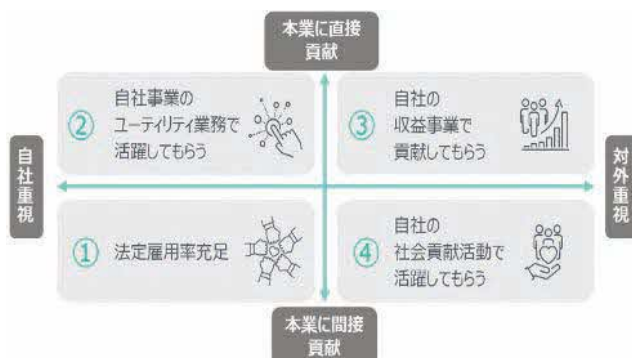 本業に直接
貢献
②
自社事業の
ユーティリティ業務で
活躍してもらう
③
自社の
収益事業で
貢献してもらう
自社重視
対外重視
①
法定雇用率充足
④
自社の
社会貢献活動で
活躍してもらう
本業に間接
貢献